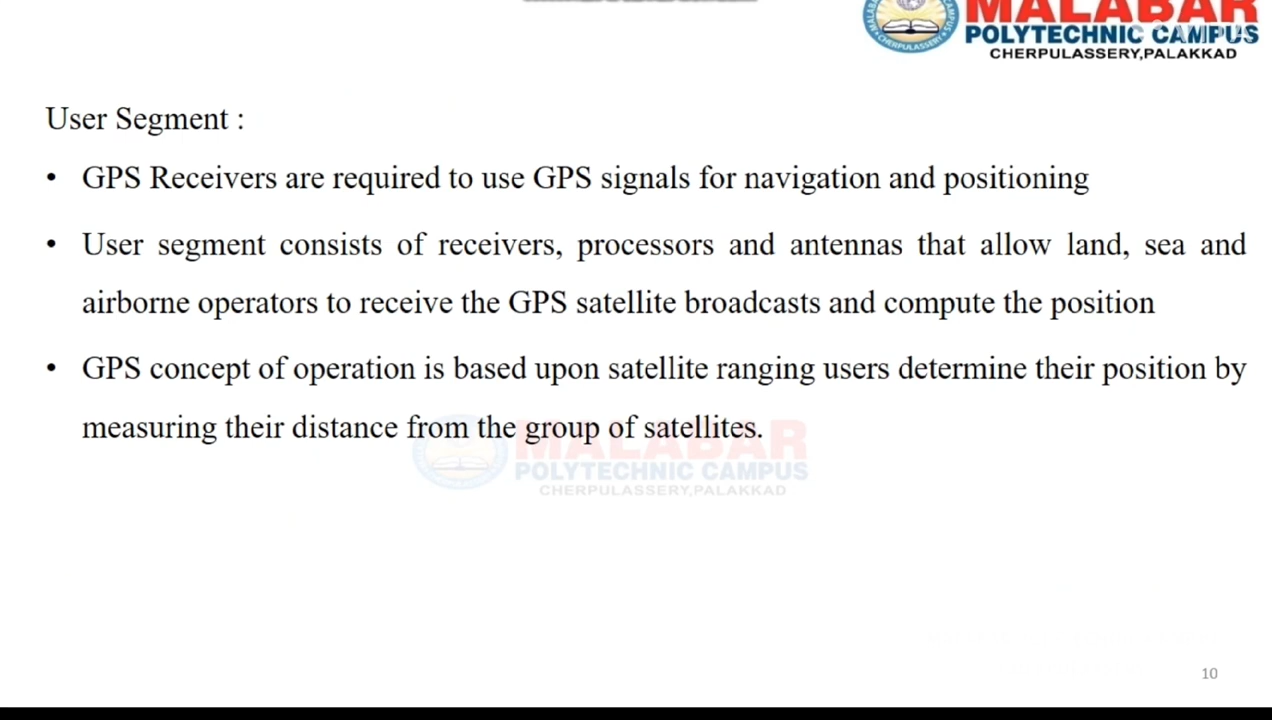 MALABAR
POLYTECHNIC CAMPUS
CHERPULASSERY,PALAKKAD
User Segment :
• GPS Receivers are required to use GPS signals for navigation and positioning
• User segment consists of receivers, processors and antennas that allow land, sea and
airborne operators to receive the GPS satellite broadcasts and compute the position
• GPS concept of operation is based upon satellite ranging users determine their position by
measuring their distance from the group of satellites.
MALABAR
POLYTECHNIC CAMPUS
CHERPULASSERY,PALAKKAD
10